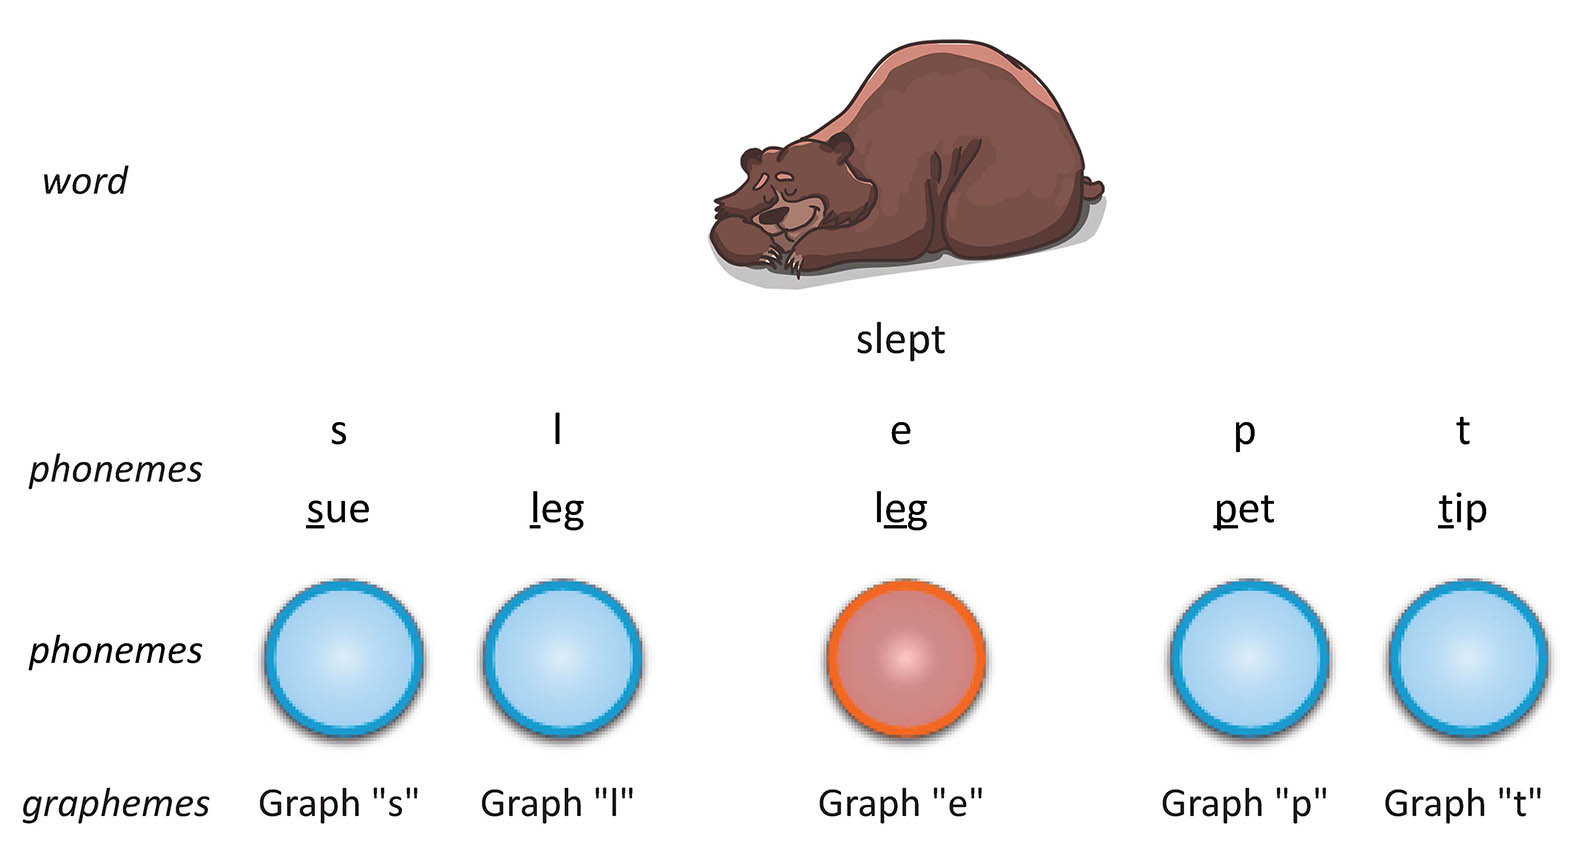 word
slept
s l e p t
phonemes
sue leg leg pet tip
phonemes
graphemes Graph "s" Graph "l" Graph "e" Graph "p" Graph "t"